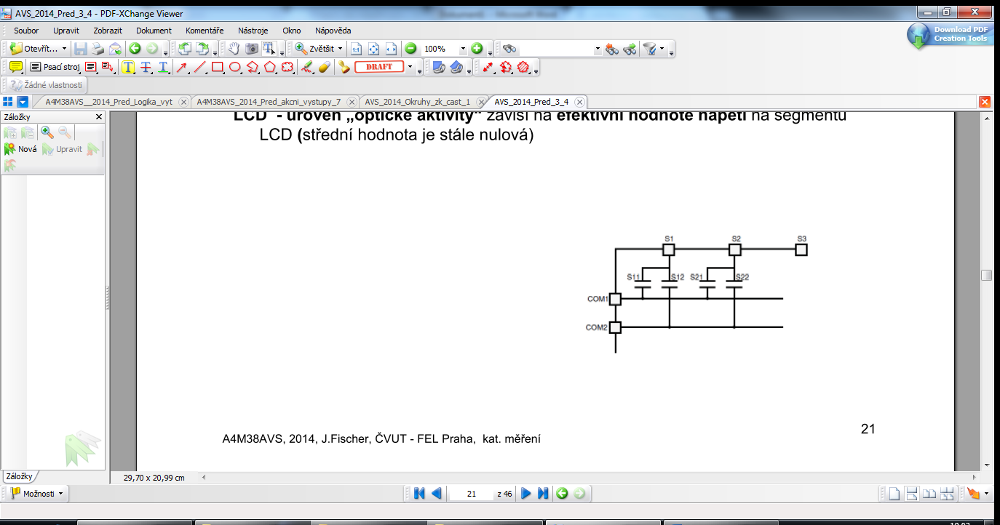 AVS_2014_Pred_3_4 - PDF-XChange Viewer
Soubor Upravit Zobrazit Dokument Komentáře Nástroje Okno Nápověda
Download PDF
Creation Tools
Otevřít... Zvětšit 100%
Psací stroj DRAFT
Žádné vlastnosti
A4M38AVS__2014_Pred_Logika_vyt A4M38AVS_2014_Pred_akcni_vystupy_7 AVS_2014_Okruhy_zk_cast_1 AVS_2014_Pred_3_4
Záložky
Nová Upravit
LCD - úroveň „optické aktivity“ závisí na efektivní hodnotě napětí na segmentu
LCD (střední hodnota je stále nulová)
S1 S2 S3
S11 S12 S21 S22
COM1
COM2
21
A4M38AVS, 2014, J.Fischer, ČVUT - FEL Praha, kat. měření
Záložky
29,70 x 20,99 cm
Možnosti 21 z 46